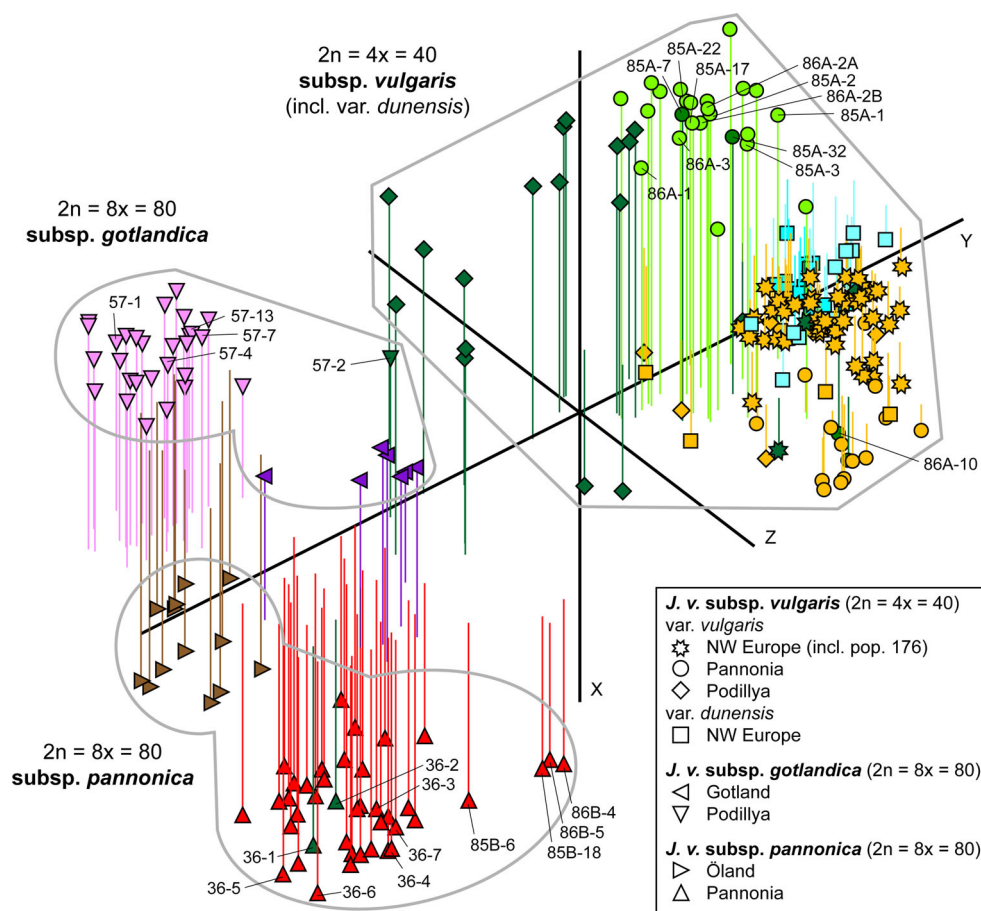 2n = 4x = 40
subsp. vulgaris
(incl. var. dunensis)
85A-22
85A-7
85A-17
86A-2A
85A-2
86A-2B
85A-1
85A-32
85A-3
86A-3
86A-1
2n = 8x = 80
subsp. gotlandica
Y
57-1
57-13
57-7
57-4
57-2
86A-10
Z
X
2n = 8x = 80
subsp. pannonica
36-2
36-3
86B-4
86B-5
85B-6
85B-18
36-1
36-7
36-5
36-6
36-4
J. v. subsp. vulgaris (2n = 4x = 40)
var. vulgaris
NW Europe (incl. pop. 176)
Pannonia
Podillya
var. dunensis
NW Europe
J. v. subsp. gotlandica (2n = 8x = 80)
Gotland
Podillya
J. v. subsp. pannonica (2n = 8x = 80)
Öland
Pannonia